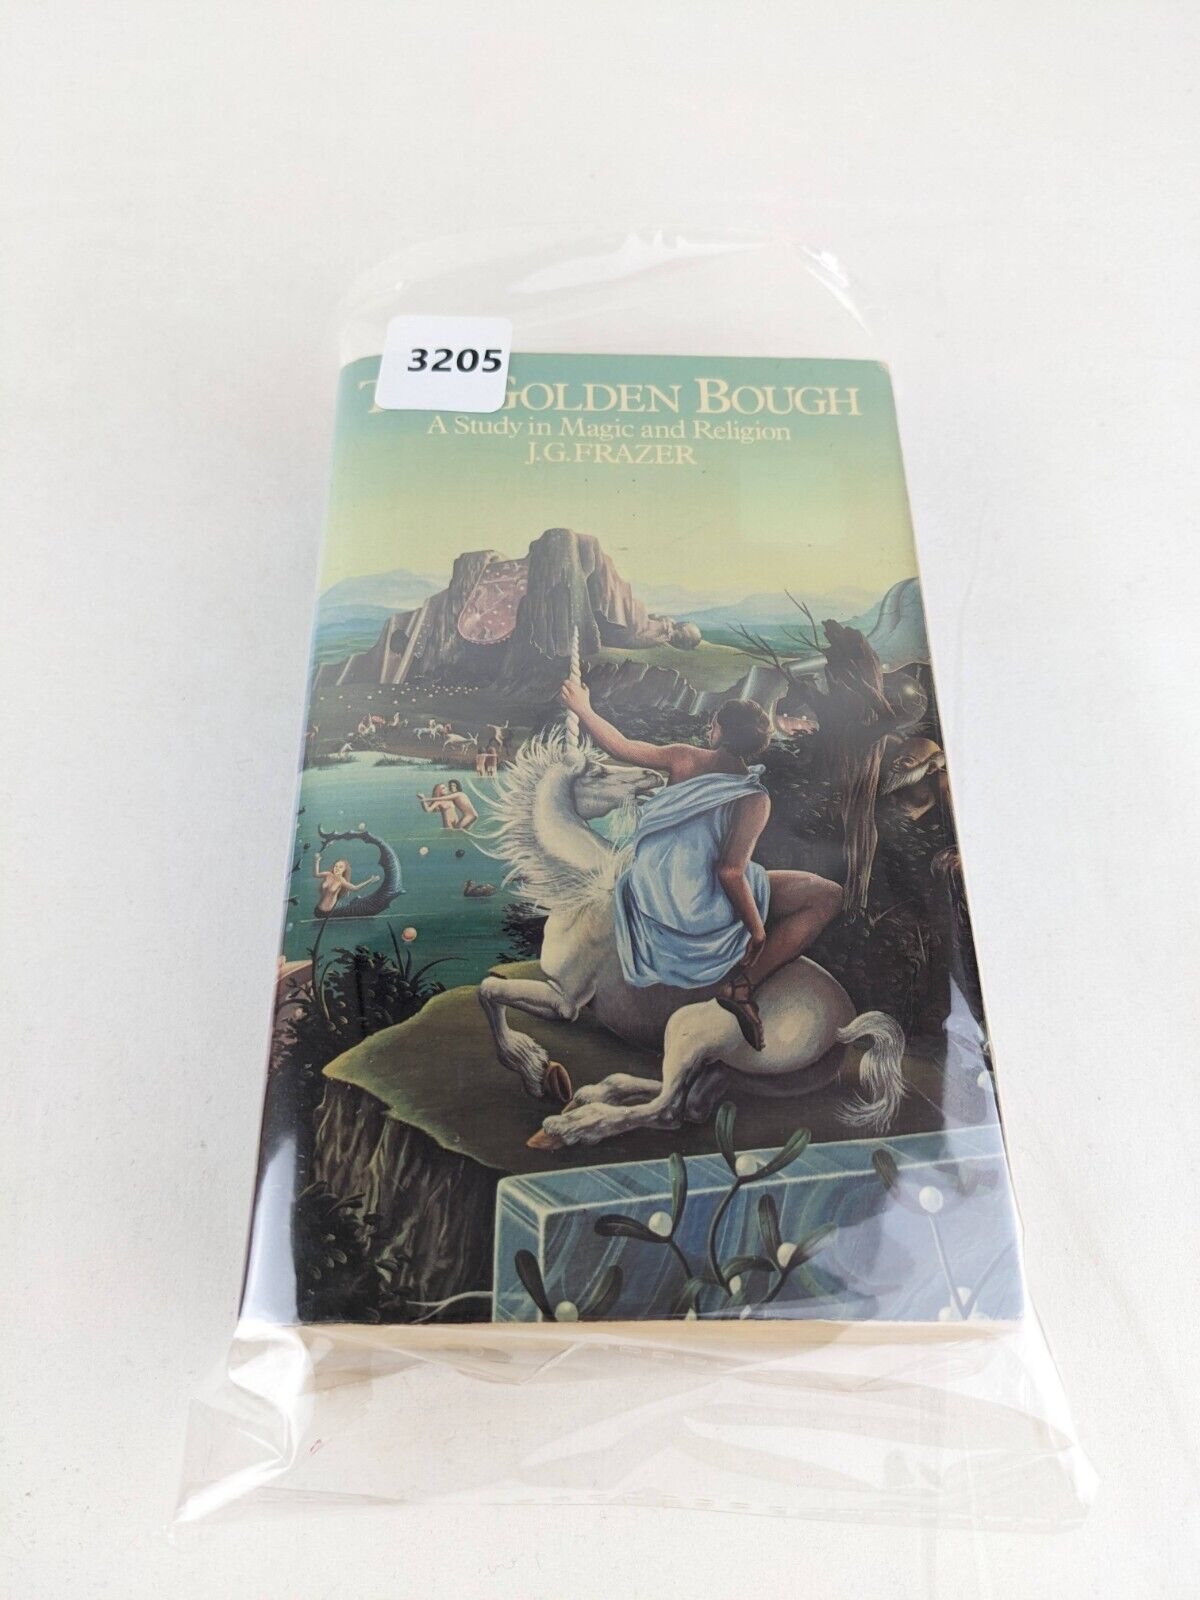 3205
T GOLDEN BOUGH
A Study in Magic and Religion
J.G.FRAZER